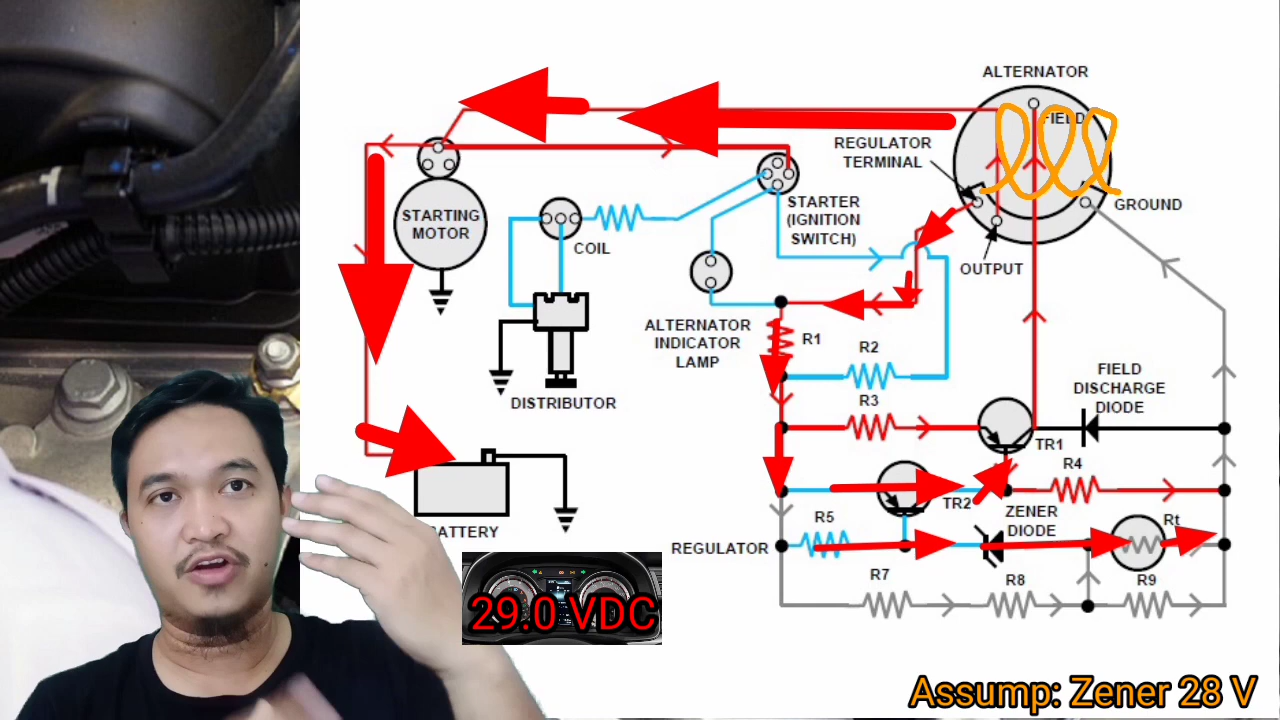 ALTERNATOR
FIELD
REGULATOR
TERMINAL
STARTER
(IGNITION
SWITCH)
GROUND
STARTING
MOTOR
COIL
OUTPUT
ALTERNATOR
INDICATOR
LAMP
R1
R2
FIELD
DISCHARGE
DIODE
DISTRIBUTOR
R3
TR1
R4
TR2
ZENER
DIODE
BATTERY
R5
Rt
REGULATOR
R7
R8
R9
29.0 VDC
Assump: Zener 28 V